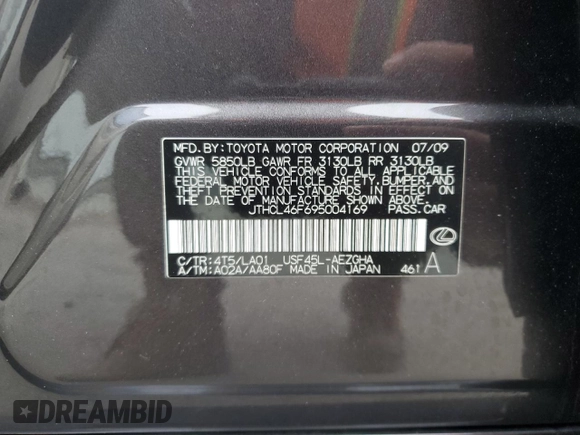 MFD.BY:TOYOTA MOTOR CORPORATION 07/09
GVWR 5850LB GAWR FR 3130LB RR 3130LB
THIS VEHICLE CONFORMS TO ALL APPLICABLE
FEDERAL MOTOR VEHICLE SAFETY, BUMPER, AND
THEFT PREVENTION STANDARDS IN EFFECT ON
THE DATE OF MANUFACTURE SHOWN ABOVE.
JTHCL46F695004169 PASS.CAR
C/TR:4T5/LA01 USF45L-AEZGHA
A/TM:A02A/AA80F MADE IN JAPAN 461 A
DREAMBID